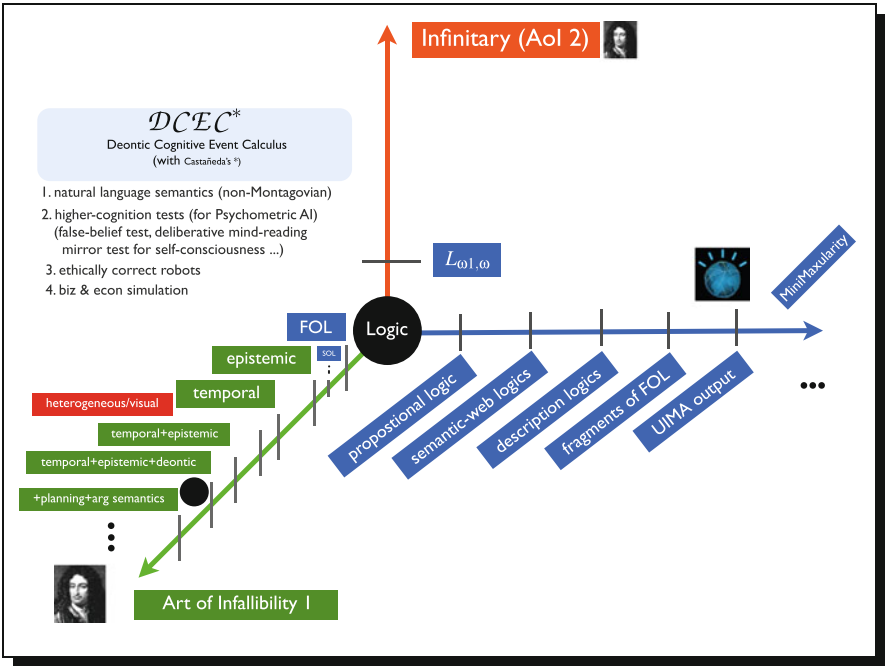 Infinitary (AoI 2)
DCEC*
Deontic Cognitive Event Calculus
(with Castañeda's *)
1. natural language semantics (non-Montagovian)
2. higher-cognition tests (for Psychometric AI)
(false-belief test, deliberative mind-reading
mirror test for self-consciousness ...)
3. ethically correct robots
4. biz & econ simulation
Lω1,ω
MiniMaxularity
FOL
Logic
SOL
epistemic
temporal
heterogeneous/visual
temporal+epistemic
temporal+epistemic+deontic
+planning+arg semantics
propostional logic
semantic-web logics
description logics
fragments of FOL
UIMA output
Art of Infallibility 1